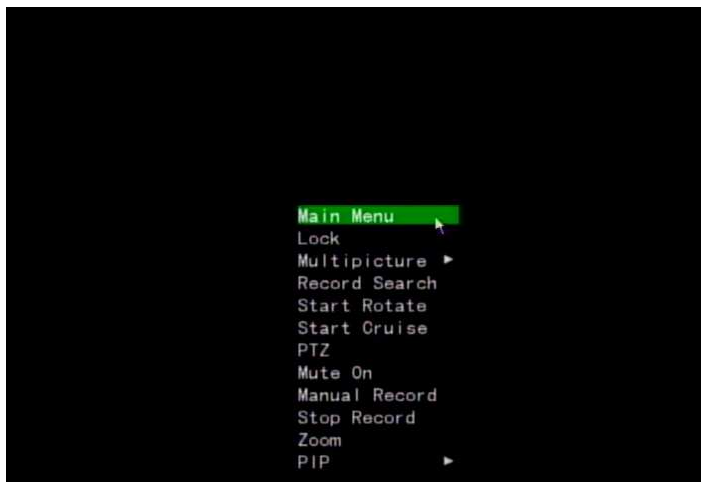 Main Menu
Lock
Multipicture
Record Search
Start Rotate
Start Cruise
PTZ
Mute On
Manual Record
Stop Record
Zoom
PIP